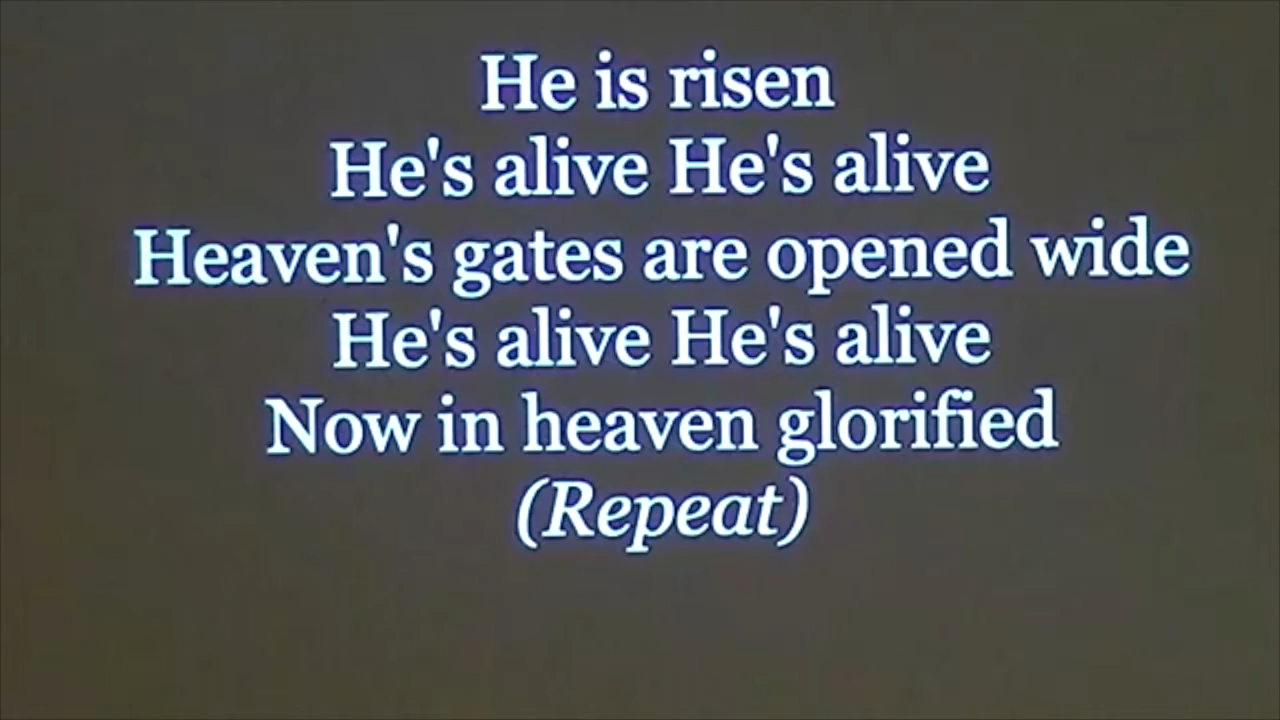 He is risen
He's alive He's alive
Heaven's gates are opened wide
He's alive He's alive
Now in heaven glorified
(Repeat)